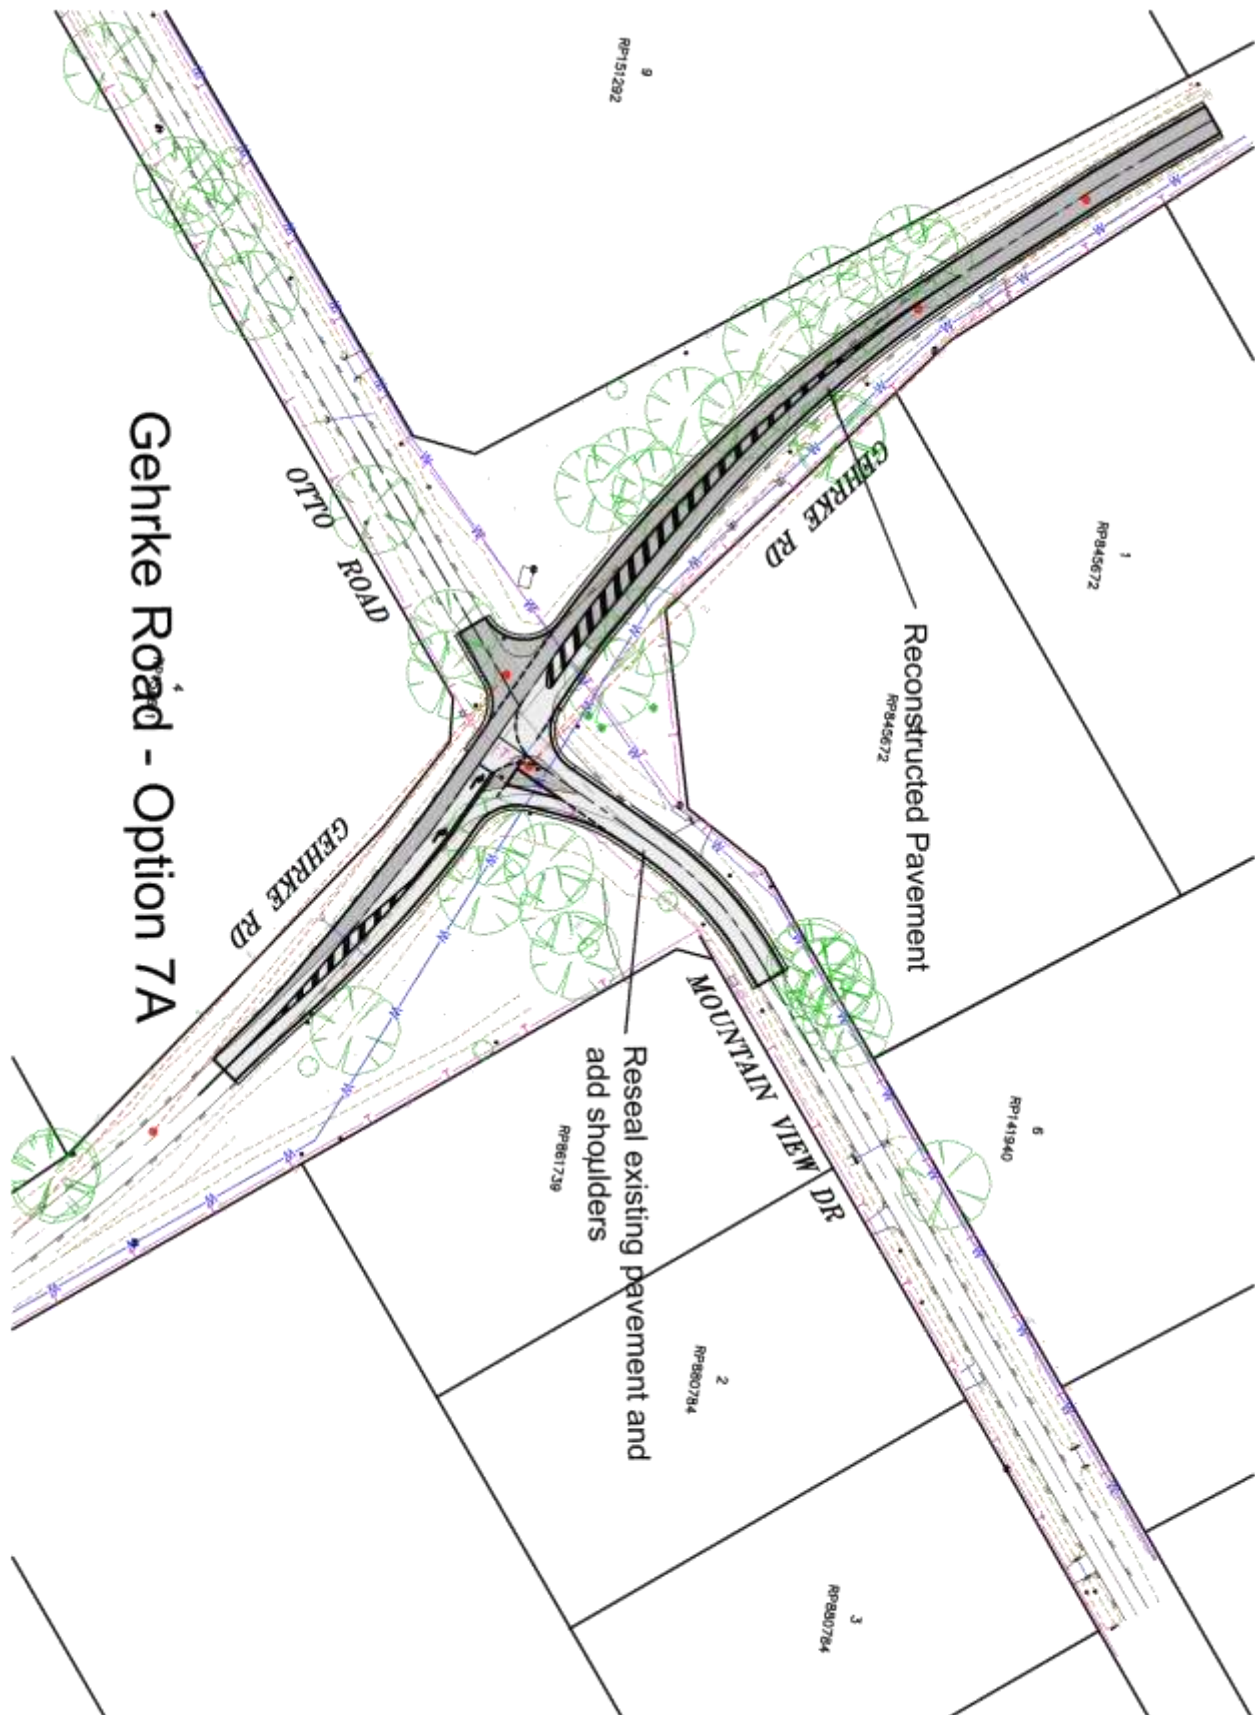 Gehrke Road - Option 7A
Reconstructed Pavement
Reseal existing pavement and
add shoulders
GEHRKE RD
OTTO ROAD
GEHRKE RD
MOUNTAIN VIEW DR
9
RP151292
1
RP845672
RP845672
6
RP141940
4
RP861739
2
RP880784
3
RP880784